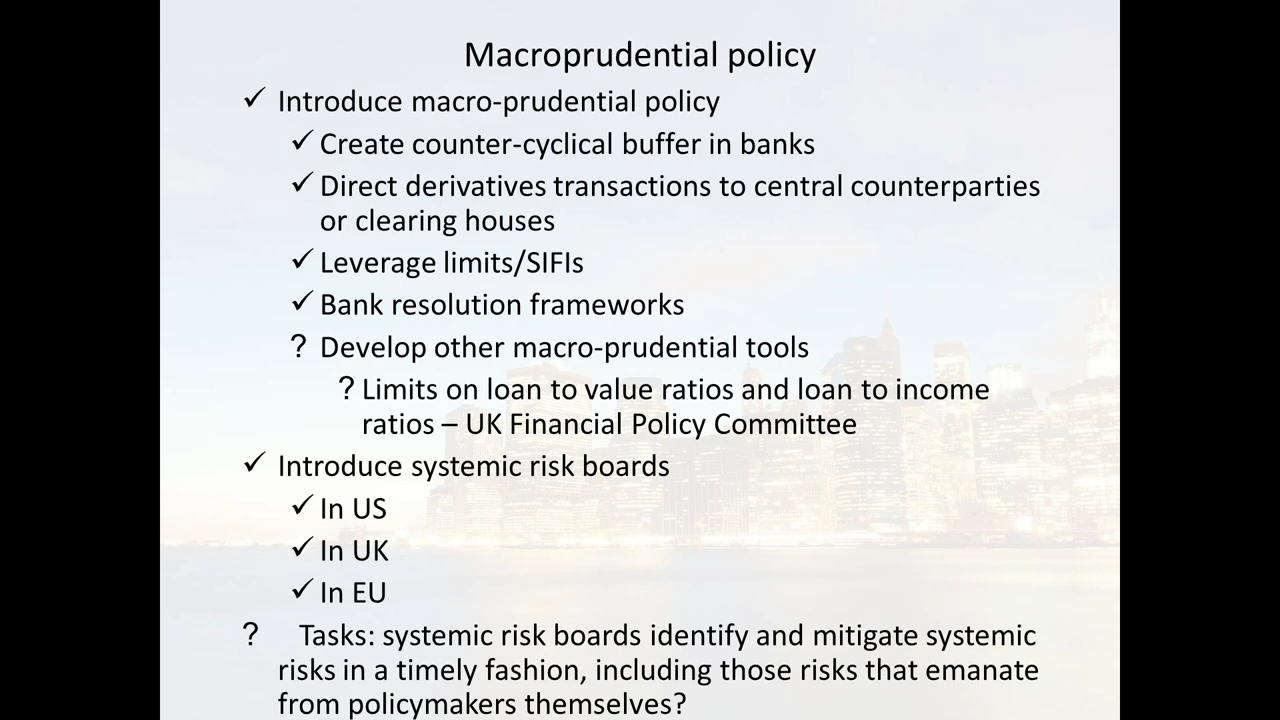 Macroprudential policy
✓ Introduce macro-prudential policy
✓ Create counter-cyclical buffer in banks
✓ Direct derivatives transactions to central counterparties
or clearing houses
✓ Leverage limits/SIFIs
✓ Bank resolution frameworks
? Develop other macro-prudential tools
? Limits on loan to value ratios and loan to income
ratios – UK Financial Policy Committee
✓ Introduce systemic risk boards
✓ In US
✓ In UK
✓ In EU
? Tasks: systemic risk boards identify and mitigate systemic
risks in a timely fashion, including those risks that emanate
from policymakers themselves?